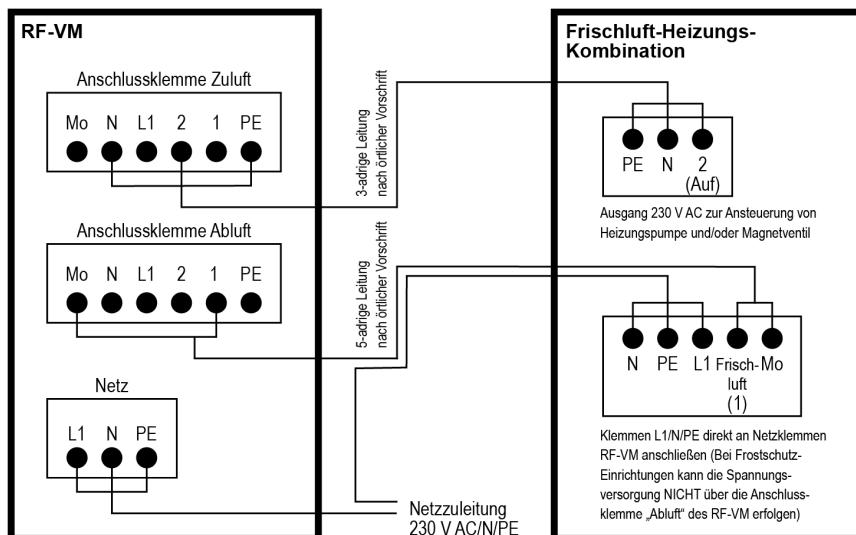 RF-VM
Anschlussklemme Zuluft
Mo N L1 2 1 PE
Anschlussklemme Abluft
Mo N L1 2 1 PE
Netz
L1 N PE
3-adrige Leitung
nach örtlicher Vorschrift
5-adrige Leitung
nach örtlicher Vorschrift
Netzzuleitung
230 V AC/N/PE
Frischluft-Heizungs-
Kombination
PE N 2
(Auf)
Ausgang 230 V AC zur Ansteuerung von
Heizungspumpe und/oder Magnetventil
N PE L1 Frisch- Mo
luft
(1)
Klemmen L1/N/PE direkt an Netzklemmen
RF-VM anschließen (Bei Frostschutz-
Einrichtungen kann die Spannungs-
versorgung NICHT über die Anschluss-
klemme „Abluft“ des RF-VM erfolgen)